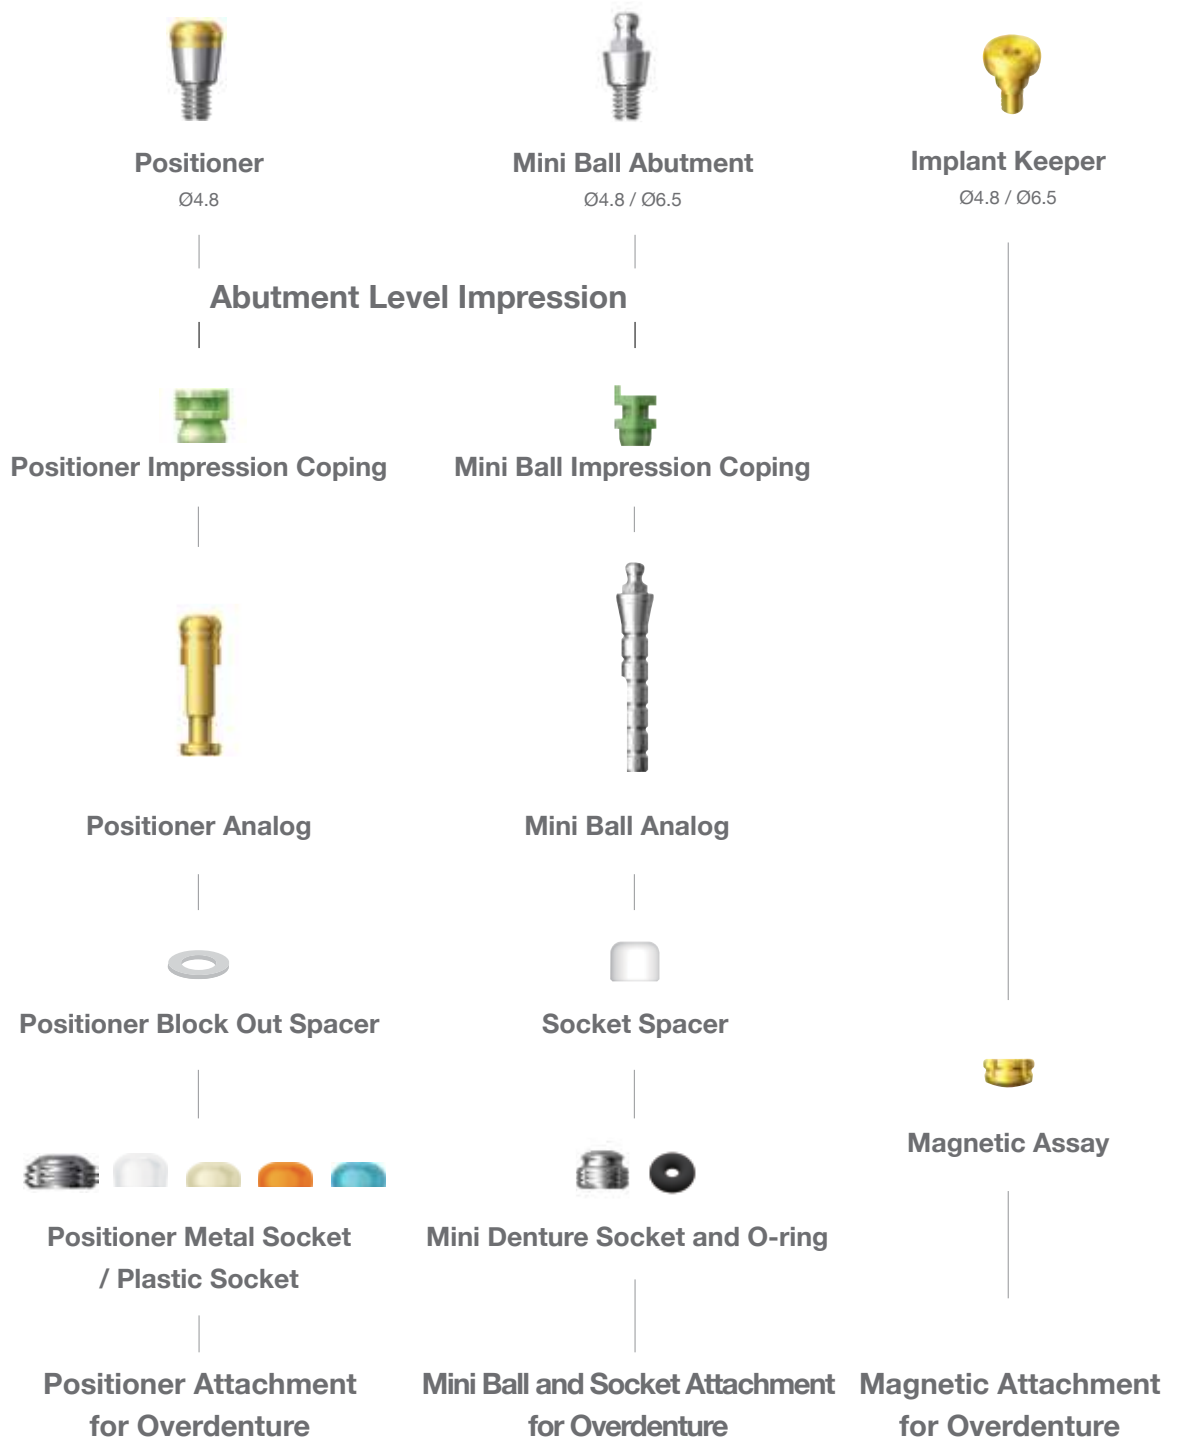 Positioner
Ø4.8
Mini Ball Abutment
Ø4.8 / Ø6.5
Implant Keeper
Ø4.8 / Ø6.5
Abutment Level Impression
Positioner Impression Coping
Mini Ball Impression Coping
Positioner Analog
Mini Ball Analog
Positioner Block Out Spacer
Socket Spacer
Magnetic Assay
Positioner Metal Socket
/ Plastic Socket
Mini Denture Socket and O-ring
Positioner Attachment
for Overdenture
Mini Ball and Socket Attachment
for Overdenture
Magnetic Attachment
for Overdenture